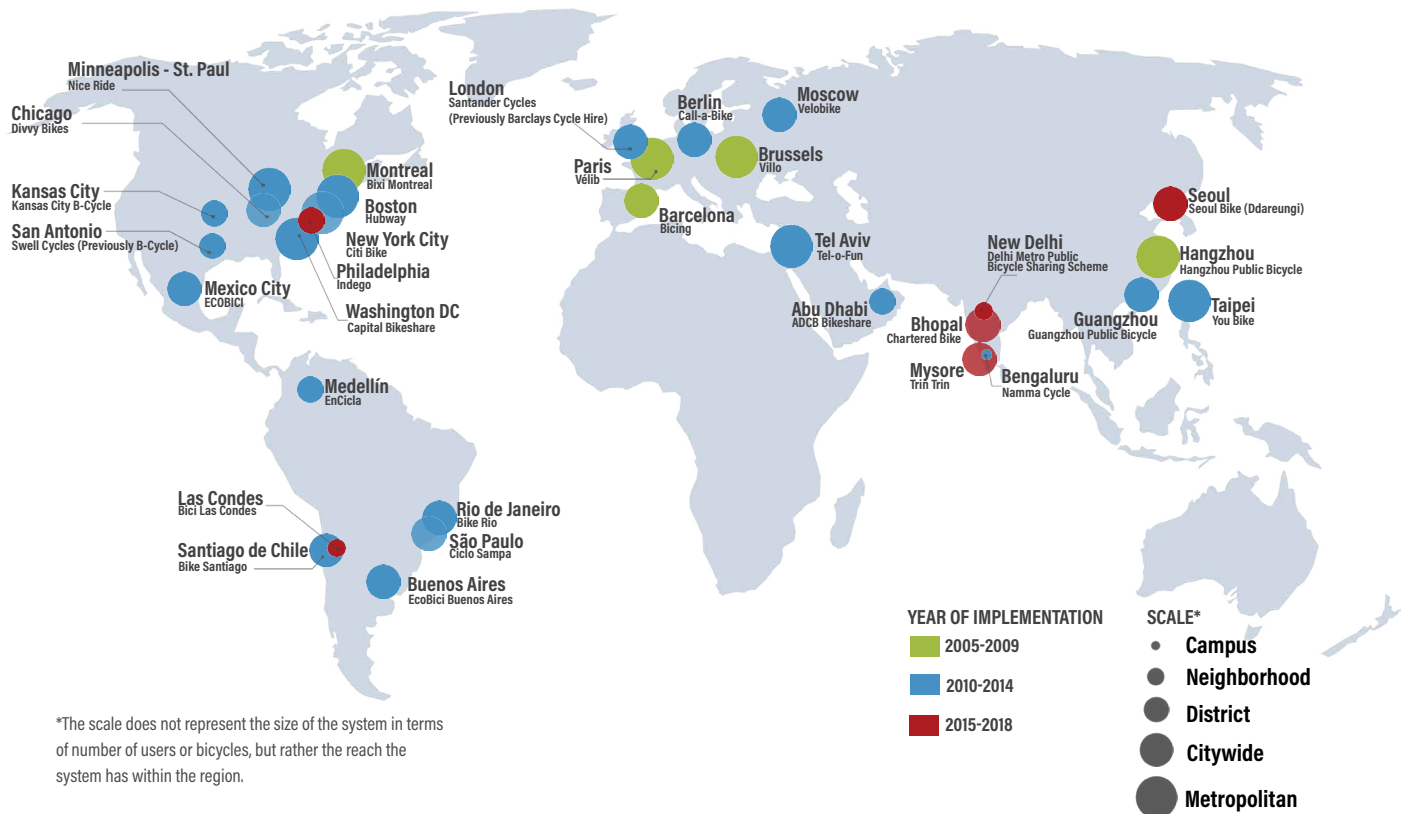 Minneapolis - St. Paul
Nice Ride
Chicago
Divvy Bikes
Kansas City
Kansas City B-Cycle
San Antonio
Swell Cycles (Previously B-Cycle)
Mexico City
ECOBICI
Montreal
Bixi Montreal
Boston
Hubway
New York City
Citi Bike
Philadelphia
Indego
Washington DC
Capital Bikeshare
Medellín
EnCicla
Las Condes
Bici Las Condes
Santiago de Chile
Bike Santiago
Rio de Janeiro
Bike Rio
São Paulo
Ciclo Sampa
Buenos Aires
EcoBici Buenos Aires
London
Santander Cycles
(Previously Barclays Cycle Hire)
Berlin
Call-a-Bike
Moscow
Velobike
Paris
Vélib
Brussels
Villo
Barcelona
Bicing
Tel Aviv
Tel-o-Fun
Abu Dhabi
ADCB Bikeshare
New Delhi
Delhi Metro Public
Bicycle Sharing Scheme
Bhopal
Chartered Bike
Mysore
Trin Trin
Bengaluru
Namma Cycle
Seoul
Seoul Bike (Ddareungi)
Hangzhou
Hangzhou Public Bicycle
Guangzhou
Guangzhou Public Bicycle
Taipei
You Bike
YEAR OF IMPLEMENTATION
2005-2009
2010-2014
2015-2018
SCALE*
Campus
Neighborhood
District
Citywide
Metropolitan
*The scale does not represent the size of the system in terms
of number of users or bicycles, but rather the reach the
system has within the region.